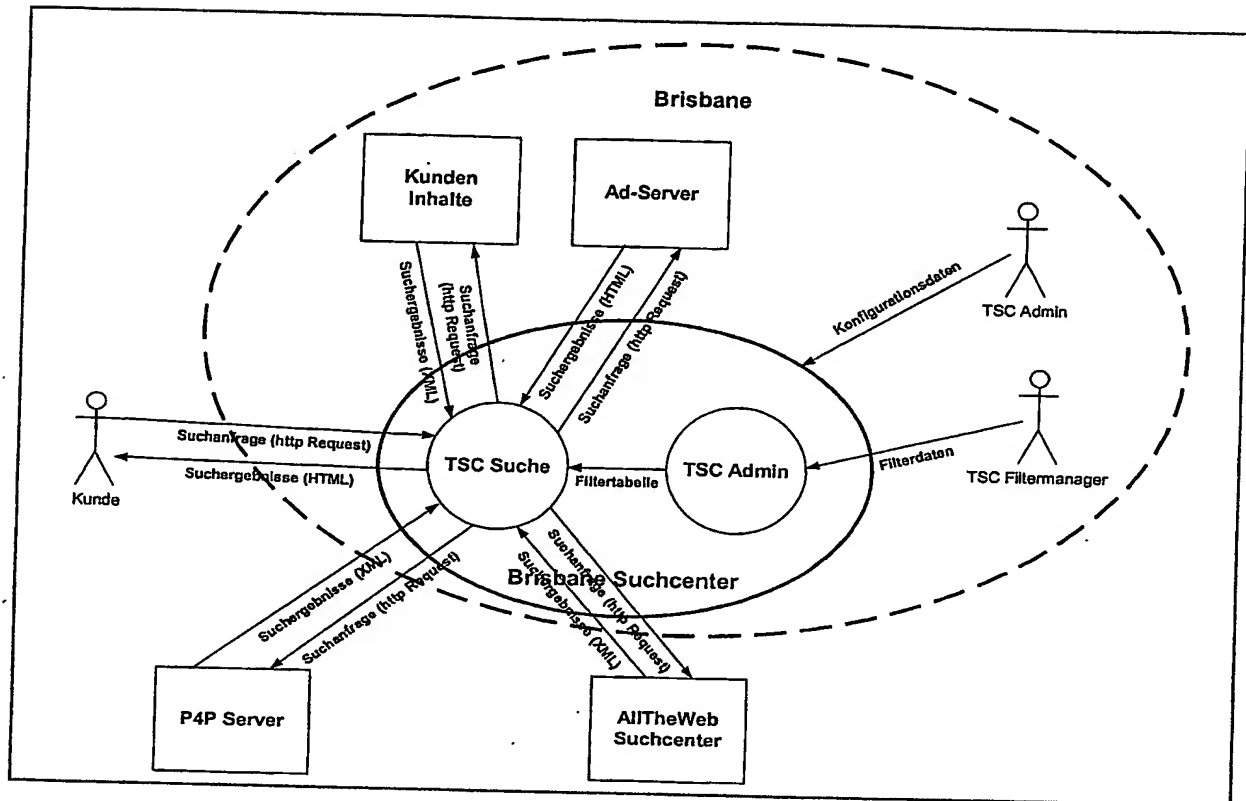 Brisbane
Kunden
Inhalte
Ad-Server
Suchergebnisso (XML)
Suchanfrage
(http Request)
Suchergebnisse (HTML)
Suchanfrage (http Request)
Konfigurationsdaten
TSC Admin
Suchanfrage (http Request)
Suchergebnisse (HTML)
Kunde
TSC Suche
Filtertabelle
TSC Admin
Filterdaten
TSC Filtermanager
Suchergebnisse (XML)
Suchanfrage (http Request)
Suchanfrage (http Request)
Suchergebnisse (XML)
Brisbane Suchcenter
P4P Server
AllTheWeb
Suchcenter